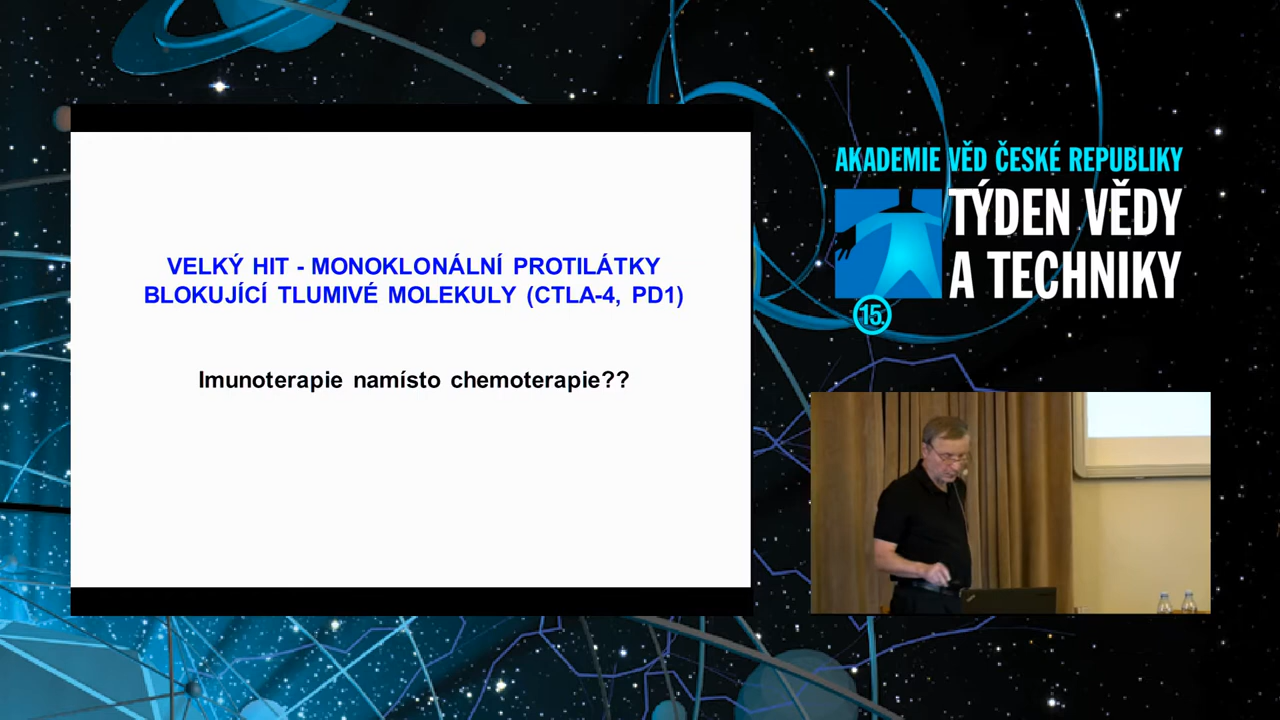 VELKÝ HIT - MONOKLONÁLNÍ PROTILÁTKY
BLOKUJÍCÍ TLUMIVÉ MOLEKULY (CTLA-4, PD1)
Imunoterapie namísto chemoterapie??
AKADEMIE VĚD ČESKÉ REPUBLIKY
TÝDEN VĚDY
A TECHNIKY
15.